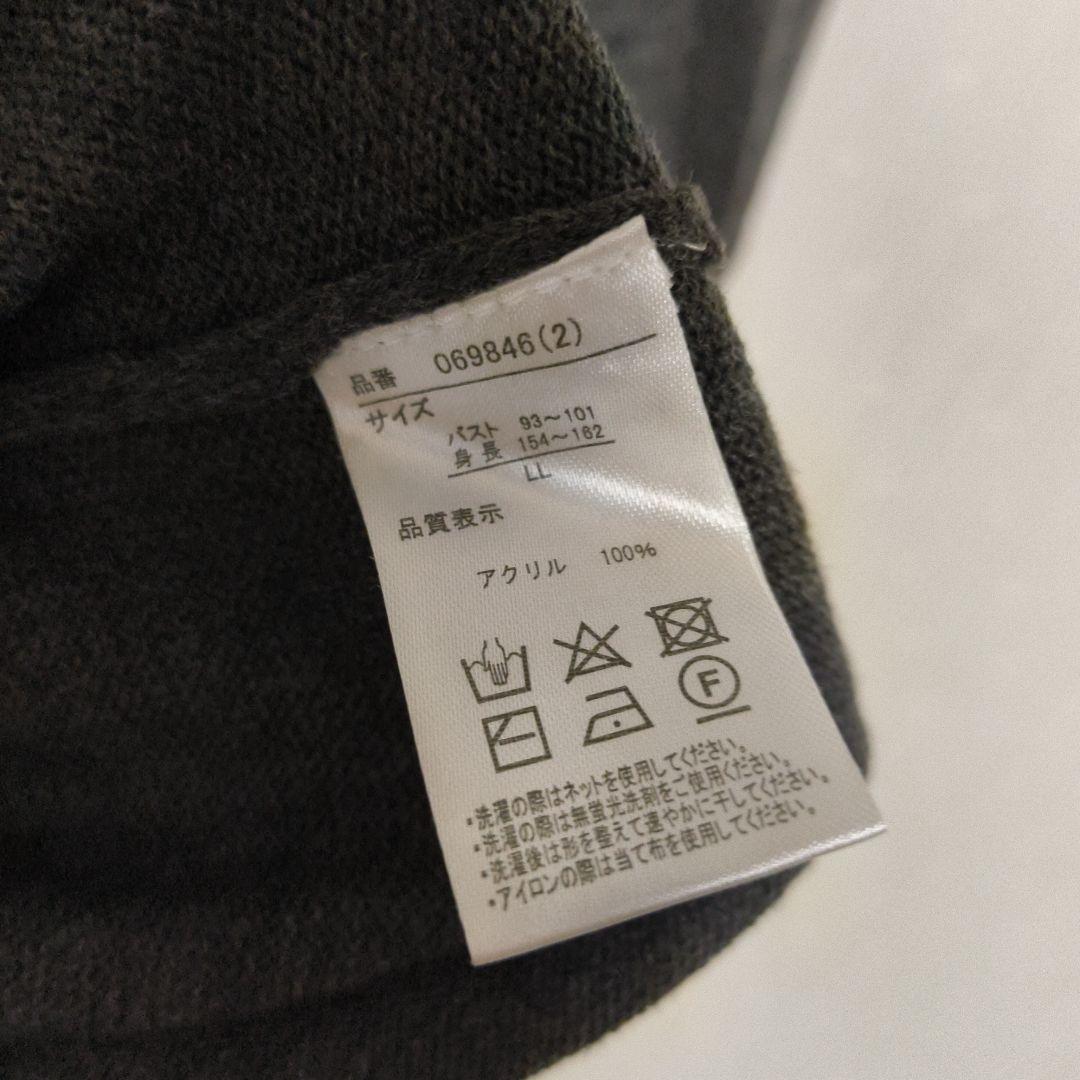 品番 069846(2)
サイズ
バスト 93〜101
身長 154〜162
LL
品質表示
アクリル 100%
F
・洗濯の際はネットを使用してください。
・洗濯の際は無蛍光洗剤をご使用ください。
・洗濯後は形を整えて速やかに干してください。
・アイロンの際は当て布を使用してください。